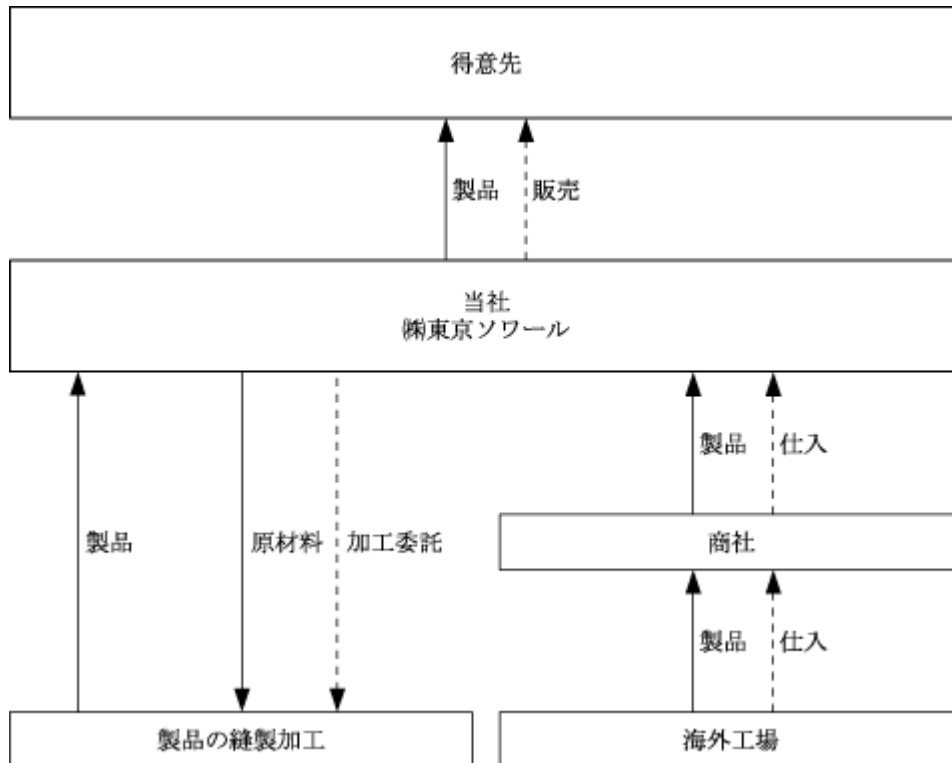 得意先
製品
販売
当社
㈱東京ソワール
製品
仕入
商社
製品
原材料
加工委託
製品
仕入
製品の縫製加工
海外工場